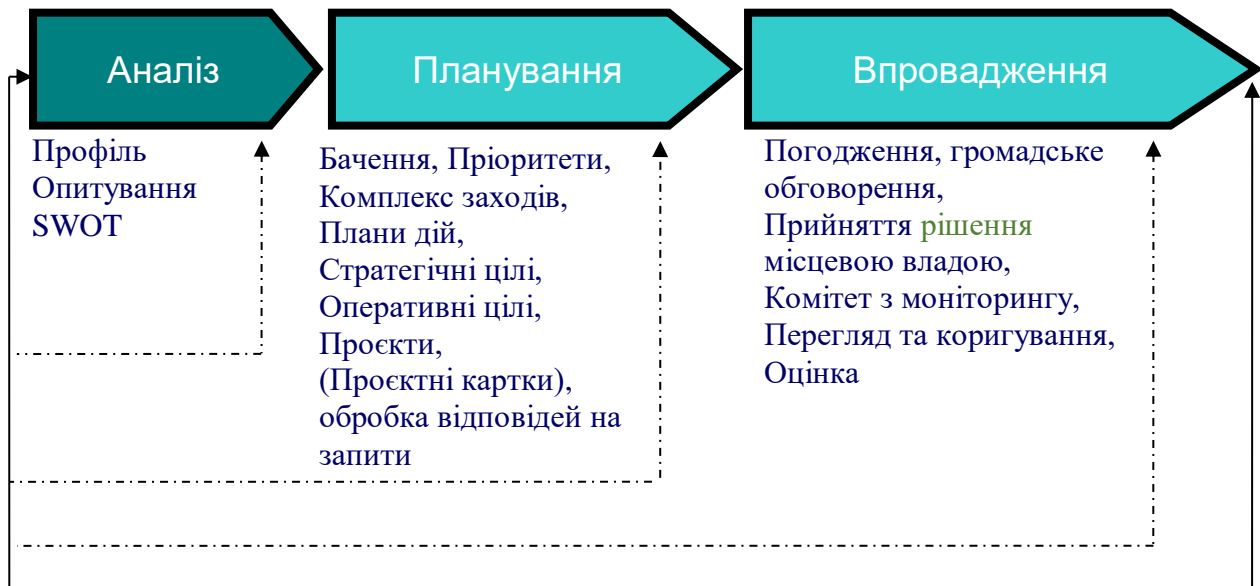 Аналіз
Планування
Впровадження
Профіль
Опитування
SWOT
Бачення, Пріоритети,
Комплекс заходів,
Плани дій,
Стратегічні цілі,
Оперативні цілі,
Проєкти,
(Проєктні картки),
обробка відповідей на
запити
Погодження, громадське
обговорення,
Прийняття рішення
місцевою владою,
Комітет з моніторингу,
Перегляд та коригування,
Оцінка